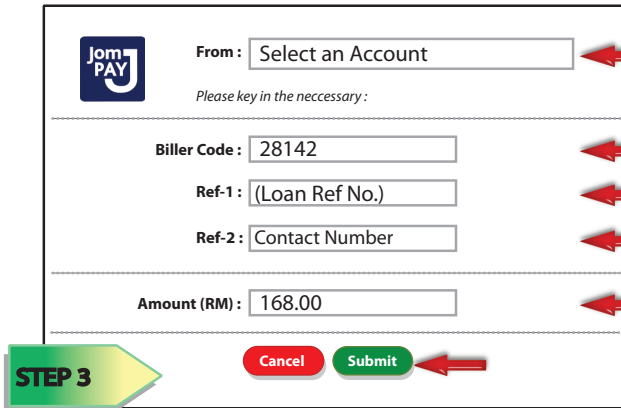 Jom
PAY
From : Select an Account
Please key in the neccessary :
Biller Code : 28142
Ref-1 : (Loan Ref No.)
Ref-2 : Contact Number
Amount (RM) : 168.00
Cancel Submit
STEP 3